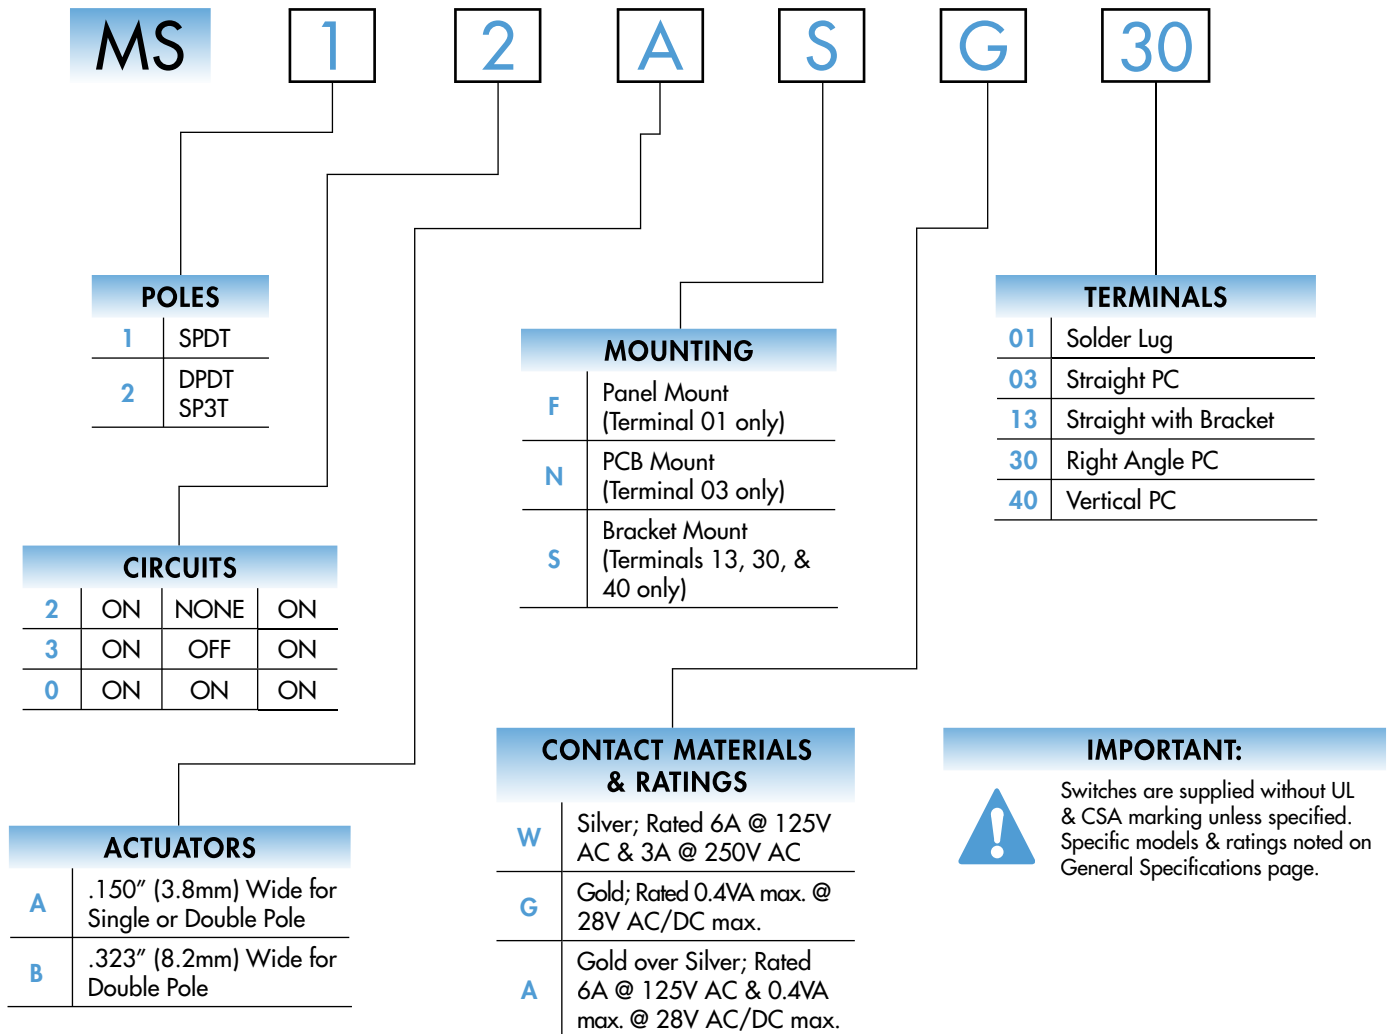 MS 1 2 A S G 30
POLES
1 SPDT
2 DPDT
SP3T
CIRCUITS
2 ON NONE ON
3 ON OFF ON
0 ON ON ON
ACTUATORS
A .150” (3.8mm) Wide for
Single or Double Pole
B .323” (8.2mm) Wide for
Double Pole
MOUNTING
F Panel Mount
(Terminal 01 only)
N PCB Mount
(Terminal 03 only)
S Bracket Mount
(Terminals 13, 30, &
40 only)
CONTACT MATERIALS
& RATINGS
W Silver; Rated 6A @ 125V
AC & 3A @ 250V AC
G Gold; Rated 0.4VA max. @
28V AC/DC max.
A Gold over Silver; Rated
6A @ 125V AC & 0.4VA
max. @ 28V AC/DC max.
TERMINALS
01 Solder Lug
03 Straight PC
13 Straight with Bracket
30 Right Angle PC
40 Vertical PC
IMPORTANT:
Switches are supplied without UL
& CSA marking unless specified.
Specific models & ratings noted on
General Specifications page.